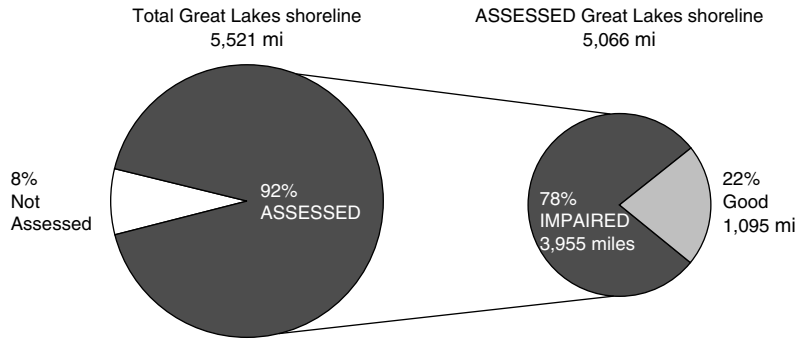 Total Great Lakes shoreline
5,521 mi
ASSESSED Great Lakes shoreline
5,066 mi
8%
Not
Assessed
92%
ASSESSED
78%
IMPAIRED
3,955 miles
22%
Good
1,095 mi